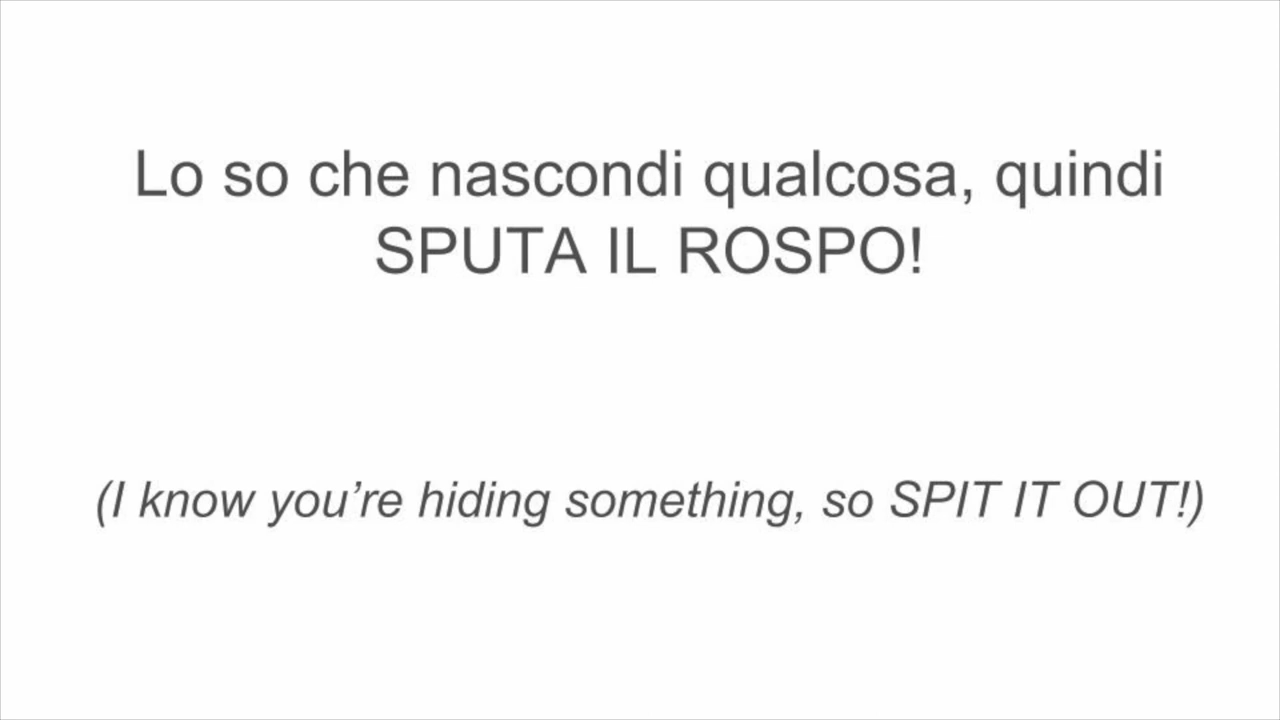 Lo so che nascondi qualcosa, quindi
SPUTA IL ROSPO!
(I know you’re hiding something, so SPIT IT OUT!)